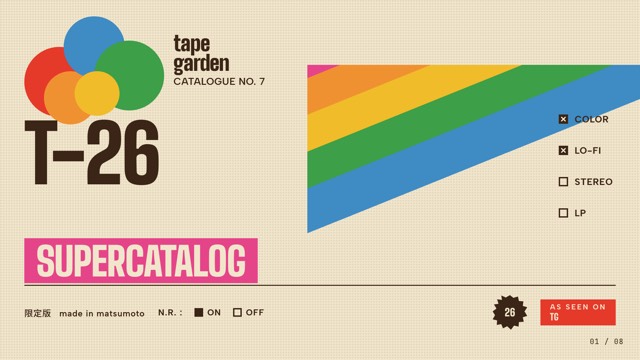 tape
garden
CATALOGUE NO. 7
T-26
COLOR
LO-FI
STEREO
LP
SUPERCATALOG
限定版 made in matsumoto N.R. : ON OFF
26
AS SEEN ON
TG
01 / 08